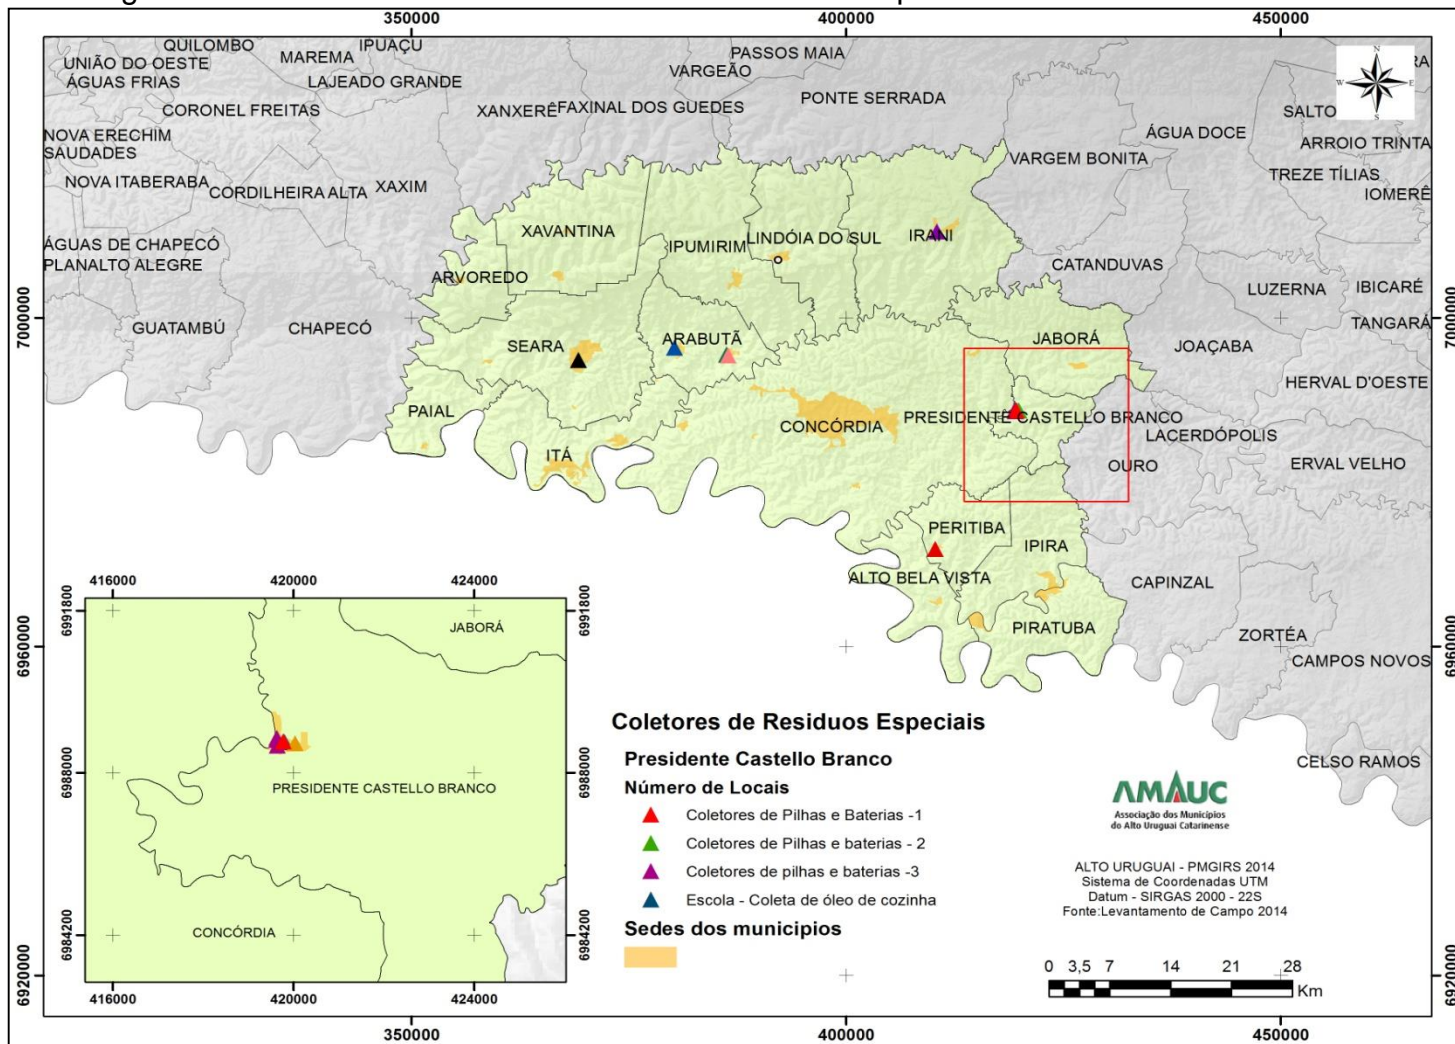 350000
400000
450000
QUILOMBO
IPUAÇU
PASSOS MAIA
UNIÃO DO OESTE
MAREMA
VARGEÃO
ÁGUAS FRIAS
LAJEADO GRANDE
N
W
E
S
RA
CORONEL FREITAS
XANXERÊ
FAXINAL DOS GUEDES
PONTE SERRADA
SALTO
NOVA ERECHIM
ÁGUA DOCE
ARROIO TRINTA
SAUDADES
VARGEM BONITA
NOVA ITABERABA
CORDILHEIRA ALTA
XAXIM
TREZE TÍLIAS
IOMERÊ
XAVANTINA
IPUMIRIM
LINDÓIA DO SUL
IRANI
ÁGUAS DE CHAPECÓ
PLANALTO ALEGRE
ARVOREDO
CATANDUVAS
LUZERNA
IBICARÉ
7000000
7000000
GUATAMBÚ
CHAPECÓ
SEARA
ARABUTÃ
JABORÁ
JOAÇABA
TANGARÁ
HERVAL D'OESTE
PAIAL
CONCÓRDIA
PRESIDENTE CASTELLO BRANCO
LACERDÓPOLIS
ITÁ
OURO
ERVAL VELHO
PERITIBA
IPIRA
ALTO BELA VISTA
CAPINZAL
PIRATUBA
ZORTÉA
CAMPOS NOVOS
6960000
6960000
CELSO RAMOS
416000
420000
424000
6991800
6991800
JABORÁ
6988000
6988000
PRESIDENTE CASTELLO BRANCO
CONCÓRDIA
6984200
6984200
416000
420000
424000
Coletores de Residuos Especiais
Presidente Castello Branco
Número de Locais
Coletores de Pilhas e Baterias -1
Coletores de Pilhas e baterias - 2
Coletores de pilhas e baterias -3
Escola - Coleta de óleo de cozinha
Sedes dos municipios
AMAUC
Associação dos Municípios
do Alto Uruguai Catarinense
ALTO URUGUAI - PMGIRS 2014
Sistema de Coordenadas UTM
Datum - SIRGAS 2000 - 22S
Fonte:Levantamento de Campo 2014
0 3,5 7 14 21 28
Km
6920000
6920000
350000
400000
450000